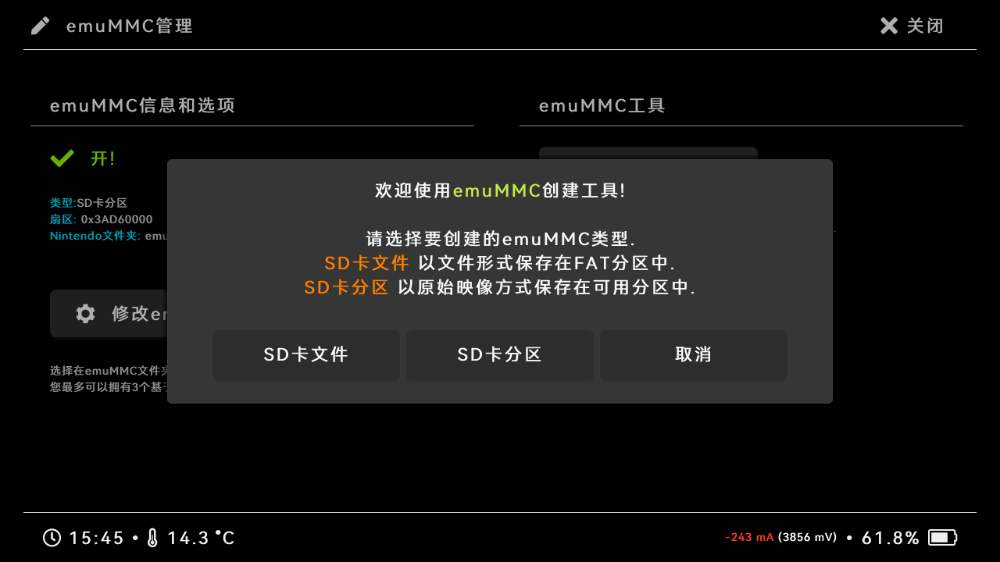 emuMMC管理
关闭
emuMMC信息和选项
emuMMC工具
开!
类型:SD卡分区
扇区: 0x3AD60000
Nintendo文件夹: emu
修改em
选择在emuMMC文件夹
您最多可以拥有3个基于
欢迎使用emuMMC创建工具!
请选择要创建的emuMMC类型.
SD卡文件 以文件形式保存在FAT分区中.
SD卡分区 以原始映像方式保存在可用分区中.
SD卡文件
SD卡分区
取消
15:45 • 14.3 °C
-243 mA (3856 mV) • 61.8%